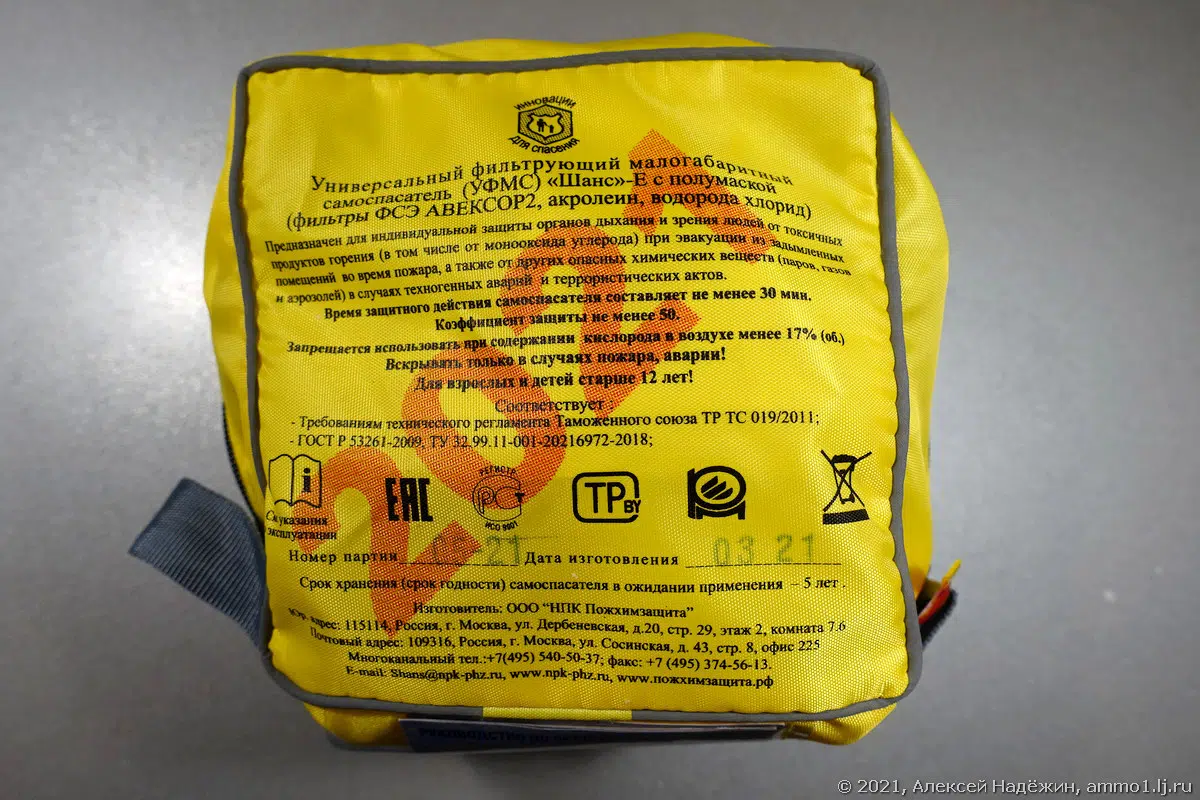 инновации
для спасения
Универсальный фильтрующий малогабаритный
самоспасатель (УФМС) «Шанс»-Е с полумаской
(фильтры ФСЭ АВЕКСОР2, акролеин, водорода хлорид)
Предназначен для индивидуальной защиты органов дыхания и зрения людей от токсичных
продуктов горения (в том числе от монооксида углерода) при эвакуации из задымленных
помещений во время пожара, а также от других опасных химических веществ (паров, газов
и аэрозолей) в случаях техногенных аварий и террористических актов.
Время защитного действия самоспасателя составляет не менее 30 мин.
Коэффициент защиты не менее 50.
Запрещается использовать при содержании кислорода в воздухе менее 17% (об.)
Вскрывать только в случаях пожара, аварии!
Для взрослых и детей старше 12 лет!
2021
Соответствует :
- Требованиям технического регламента Таможенного союза ТР ТС 019/2011;
- ГОСТ Р 53261-2009, ТУ 32.99.11-001-20216972-2018;
См указания
эксплуатации
i
EAC
РЕГИСТР
РСТ
ИСО 9001
TP BY
Номер партии 21 Дата изготовления 03 21
Срок хранения (срок годности) самоспасателя в ожидании применения – 5 лет .
Изготовитель: ООО "НПК Пожхимзащита"
Юр. адрес: 115114, Россия, г. Москва, ул. Дербеневская, д.20, стр. 29, этаж 2, комната 7.6
Почтовый адрес: 109316, Россия, г. Москва, ул. Сосинская, д. 43, стр. 8, офис 225
Многоканальный тел.:+7(495) 540-50-37; факс: +7 (495) 374-56-13.
E-mail: Shans@npk-phz.ru, www.npk-phz.ru, www.пожхимзащита.рф
© 2021, Алексей Надёжин, ammo1.lj.ru